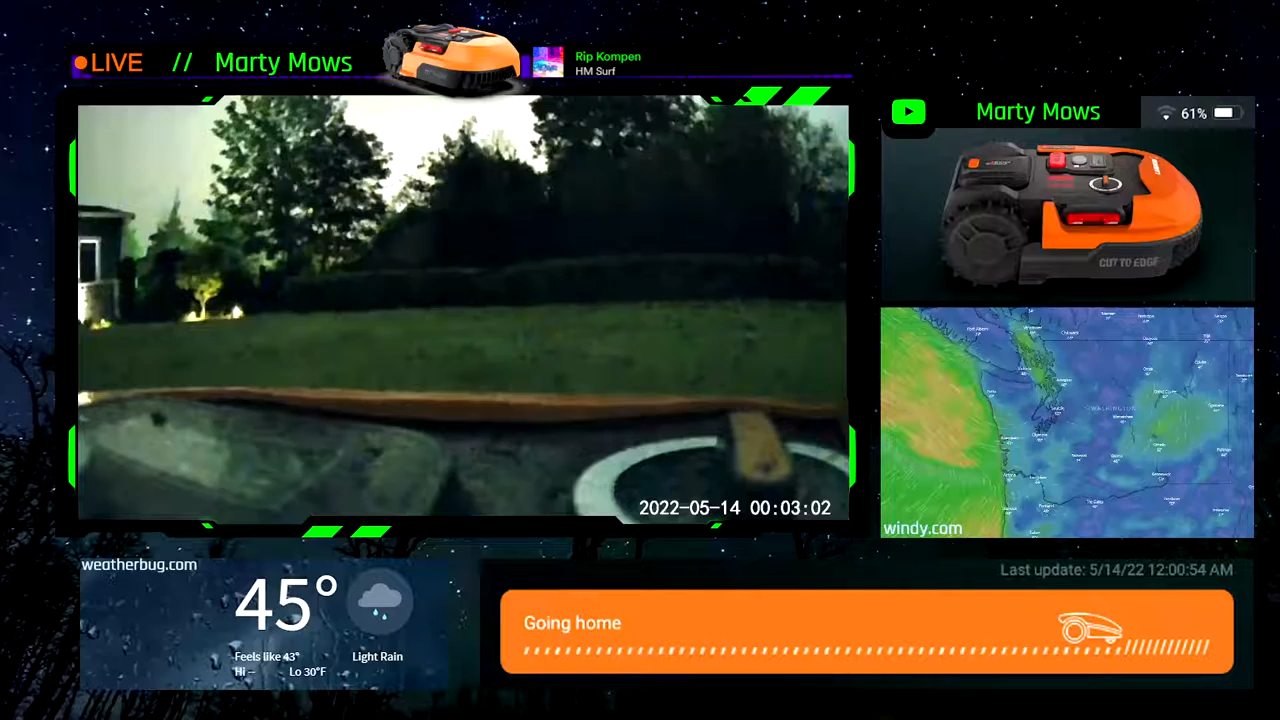 LIVE // Marty Mows
Rip Kompen
HM Surf
Marty Mows
61%
CUT TO EDGE
WASHINGTON
windy.com
2022-05-14 00:03:02
weatherbug.com
45°
Feels like 43°
Hi -- Lo 30°F
Light Rain
Last update: 5/14/22 12:00:54 AM
Going home